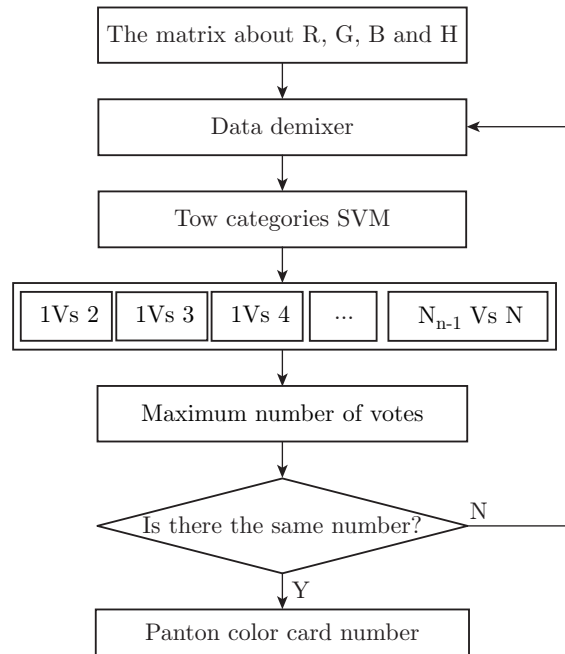 The matrix about R, G, B and H
Data demixer
Tow categories SVM
1Vs 2 1Vs 3 1Vs 4 ... Nn-1 Vs N
Maximum number of votes
Is there the same number? N
Y
Panton color card number